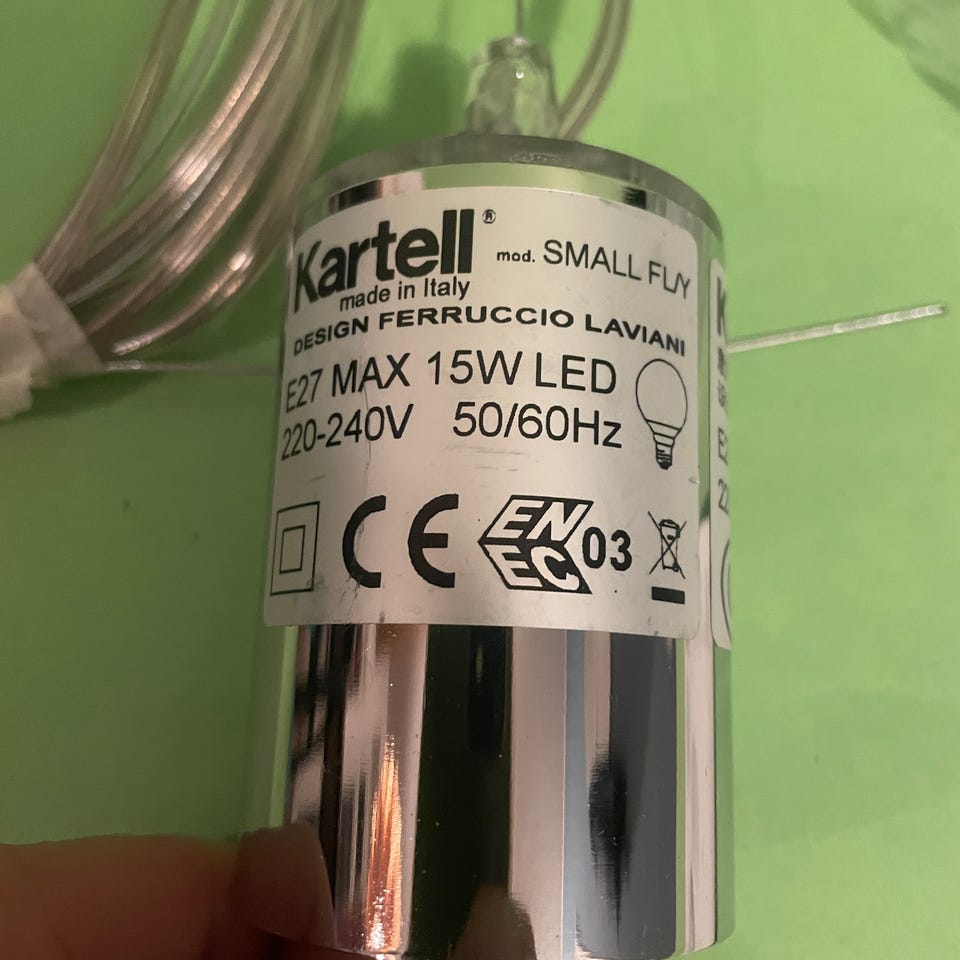 Kartell® mod. SMALL FL/Y
made in Italy
DESIGN FERRUCCIO LAVIANI
E27 MAX 15W LED
220-240V 50/60Hz
CE ENEC 03